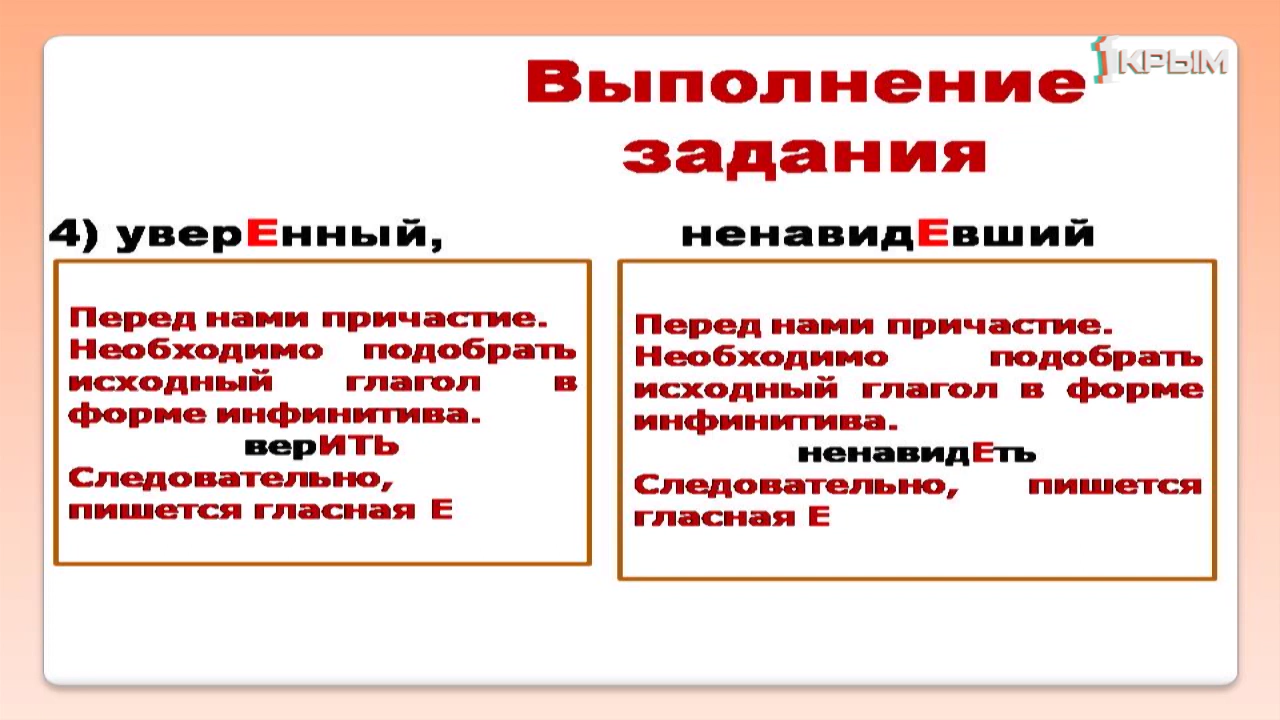 1 КРЫМ
Выполнение
задания
4) уверЕнный,
Перед нами причастие.
Необходимо подобрать
исходный глагол в
форме инфинитива.
верИТЬ
Следовательно,
пишется гласная Е
ненавидЕвший
Перед нами причастие.
Необходимо подобрать
исходный глагол в форме
инфинитива.
ненавидЕть
Следовательно, пишется
гласная Е